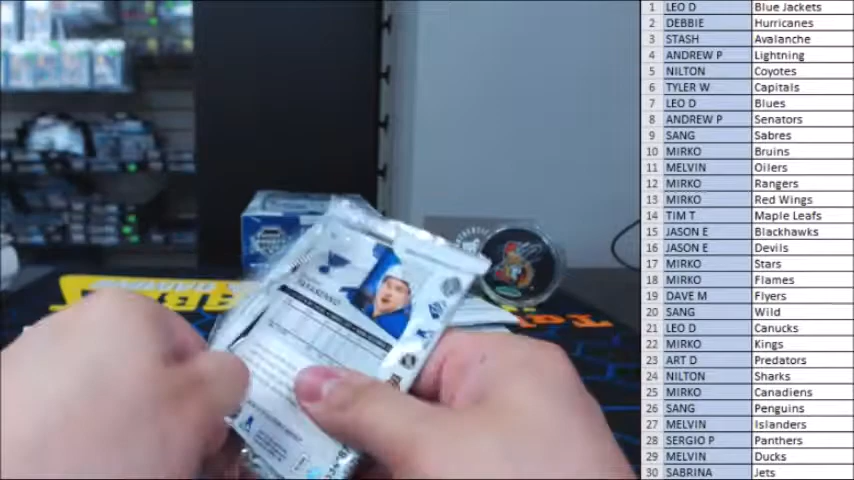 1 LEO D Blue Jackets
2 DEBBIE Hurricanes
3 STASH Avalanche
4 ANDREW P Lightning
5 NILTON Coyotes
6 TYLER W Capitals
7 LEO D Blues
8 ANDREW P Senators
9 SANG Sabres
10 MIRKO Bruins
11 MELVIN Oilers
12 MIRKO Rangers
13 MIRKO Red Wings
14 TIM T Maple Leafs
15 JASON E Blackhawks
16 JASON E Devils
17 MIRKO Stars
18 MIRKO Flames
19 DAVE M Flyers
20 SANG Wild
21 LEO D Canucks
22 MIRKO Kings
23 ART D Predators
24 NILTON Sharks
25 MIRKO Canadiens
26 SANG Penguins
27 MELVIN Islanders
28 SERGIO P Panthers
29 MELVIN Ducks
30 SABRINA Jets